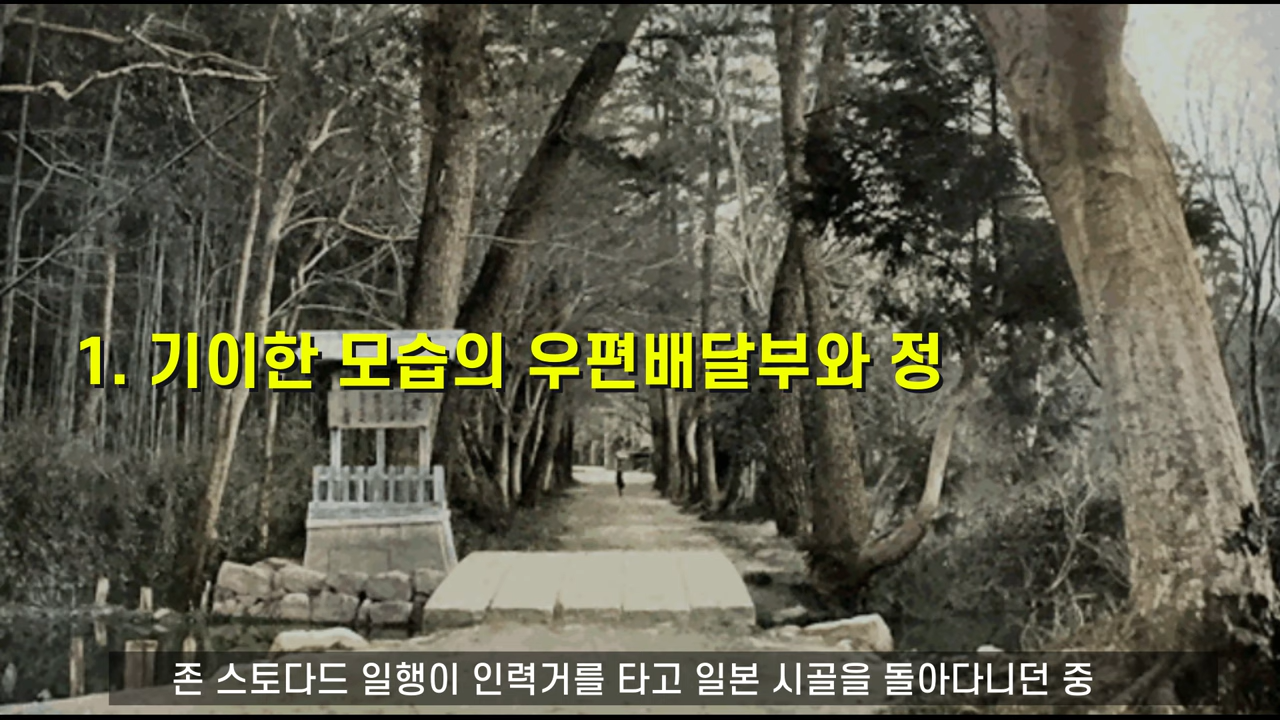 1. 기이한 모습의 우편배달부와 정
존 스토다드 일행이 인력거를 타고 일본 시골을 돌아다니던 중